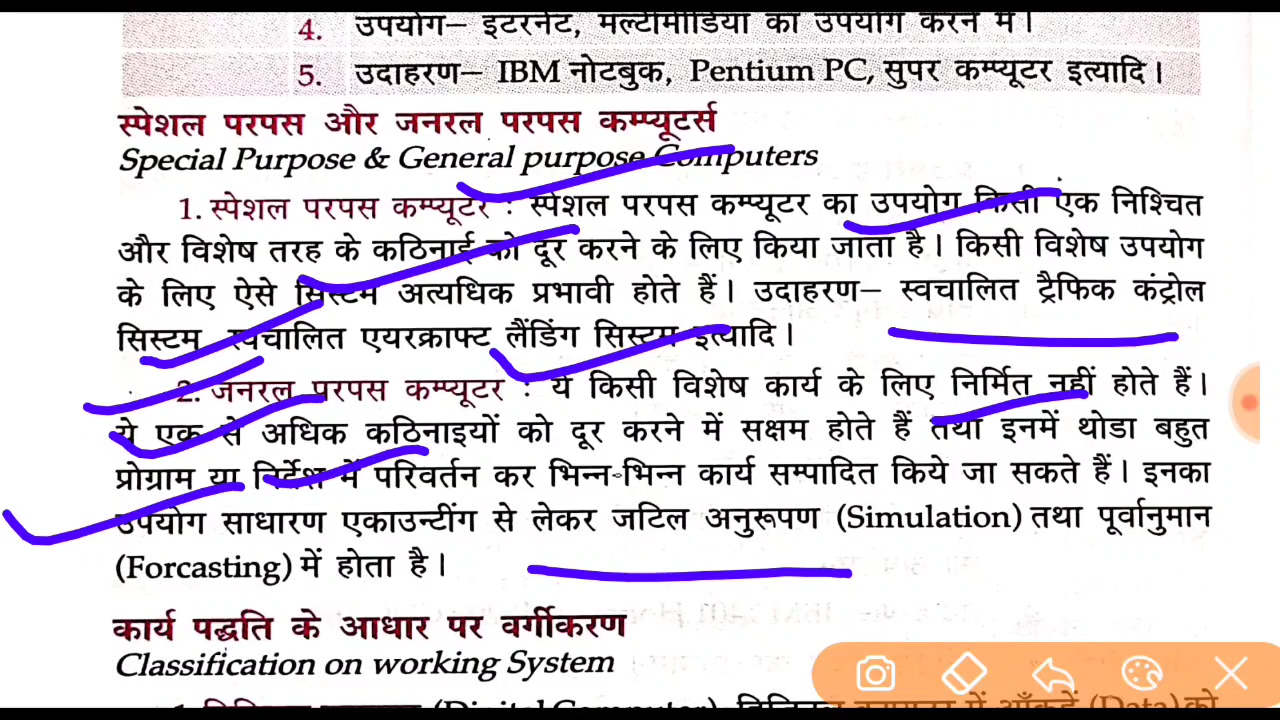 4. उपयोग– इंटरनेट, मल्टीमीडिया का उपयोग करने में।
5. उदाहरण– IBM नोटबुक, Pentium PC, सुपर कम्प्यूटर इत्यादि।
स्पेशल परपस और जनरल परपस कम्प्यूटर्स
Special Purpose & General purpose Computers
1. स्पेशल परपस कम्प्यूटर : स्पेशल परपस कम्प्यूटर का उपयोग किसी एक निश्चित
और विशेष तरह के कठिनाई को दूर करने के लिए किया जाता है। किसी विशेष उपयोग
के लिए ऐसे सिस्टम अत्यधिक प्रभावी होते हैं। उदाहरण– स्वचालित ट्रैफिक कंट्रोल
सिस्टम स्वचालित एयरक्राफ्ट लैंडिंग सिस्टम इत्यादि।
2. जनरल परपस कम्प्यूटर : ये किसी विशेष कार्य के लिए निर्मित नहीं होते हैं।
ये एक से अधिक कठिनाइयों को दूर करने में सक्षम होते हैं तथा इनमें थोडा बहुत
प्रोग्राम या निर्देश में परिवर्तन कर भिन्न-भिन्न कार्य सम्पादित किये जा सकते हैं। इनका
उपयोग साधारण एकाउन्टींग से लेकर जटिल अनुरूपण (Simulation) तथा पूर्वानुमान
(Forcasting) में होता है।
कार्य पद्धति के आधार पर वर्गीकरण
Classification on working System
(Digital Computer) में आँकड़ें (Data) को